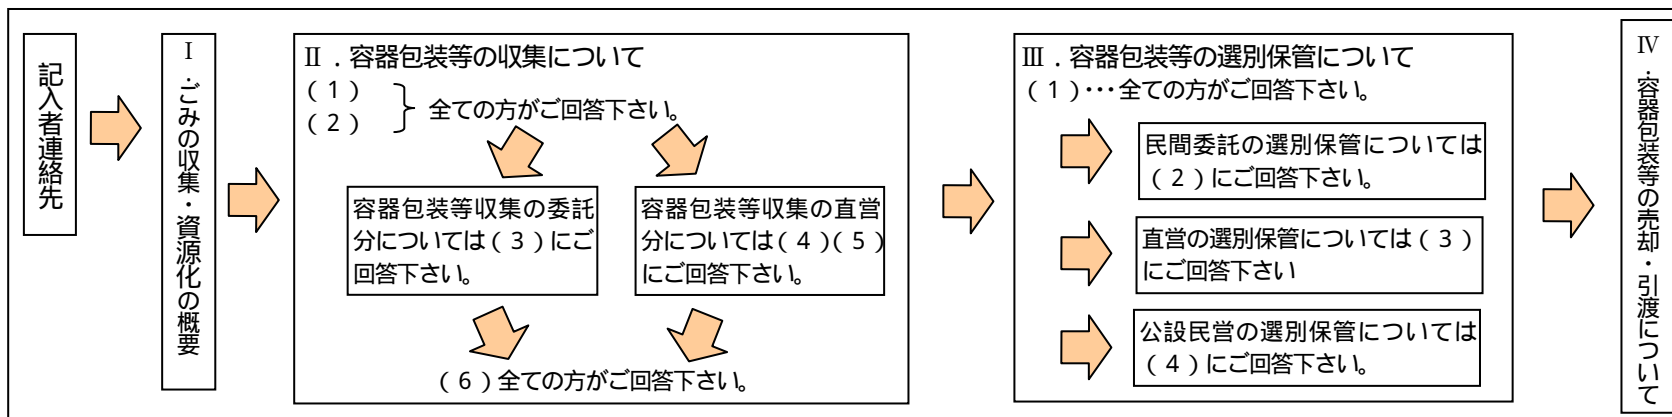 記入者連絡先
Ⅰ.ごみの収集・資源化の概要
Ⅱ.容器包装等の収集について
(1)
(2)
全ての方がご回答下さい。
容器包装等収集の委託
分については(3)にご
回答下さい。
容器包装等収集の直営
分については(4)(5)
にご回答下さい。
(6)全ての方がご回答下さい。
Ⅲ.容器包装等の選別保管について
(1)…全ての方がご回答下さい。
民間委託の選別保管については
(2)にご回答下さい。
直営の選別保管については(3)
にご回答下さい
公設民営の選別保管については
(4)にご回答下さい。
Ⅳ.容器包装等の売却・引渡について